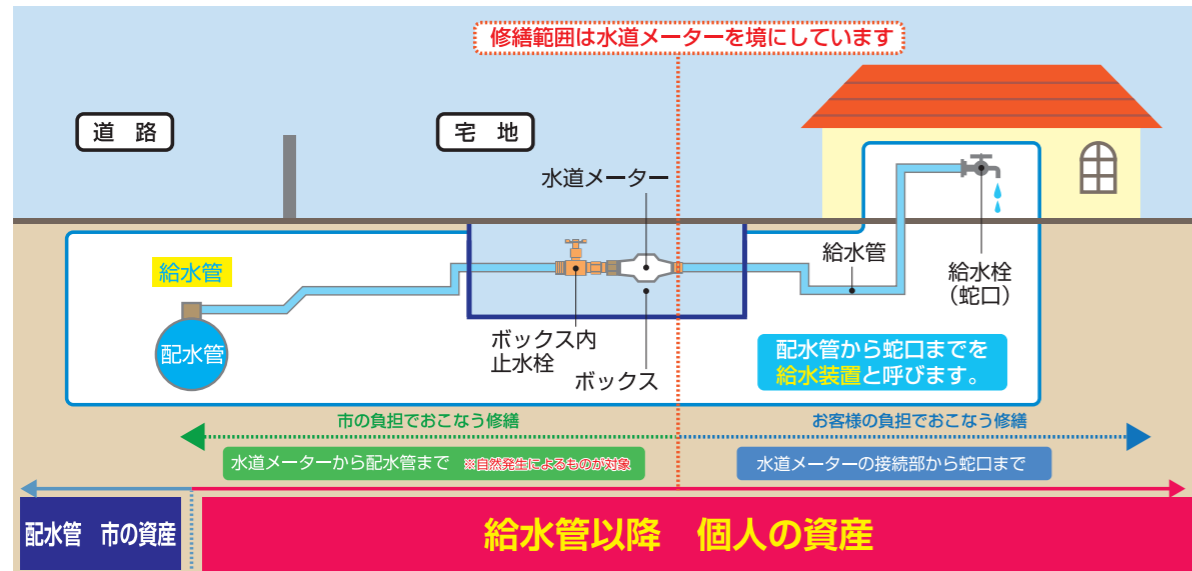 修繕範囲は水道メーターを境にしています
道 路
宅 地
水道メーター
給水管
配水管
ボックス内
止水栓
ボックス
給水管
給水栓
（蛇口）
配水管から蛇口までを
給水装置と呼びます。
市の負担でおこなう修繕
お客様の負担でおこなう修繕
水道メーターから配水管まで ※自然発生によるものが対象
水道メーターの接続部から蛇口まで
配水管 市の資産
給水管以降 個人の資産